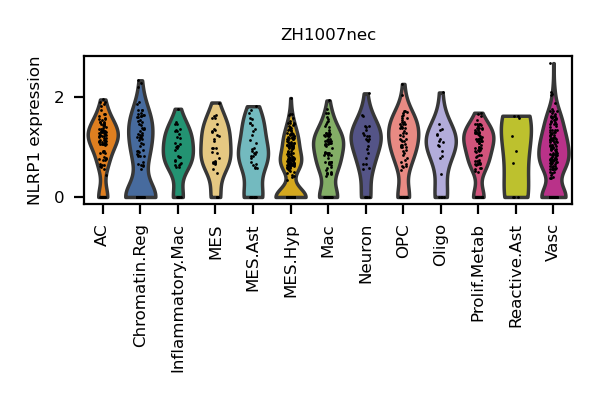 ZH1007nec
NLRP1 expression
2
0
AC
Chromatin.Reg
Inflammatory.Mac
MES
MES.Ast
MES.Hyp
Mac
Neuron
OPC
Oligo
Prolif.Metab
Reactive.Ast
Vasc